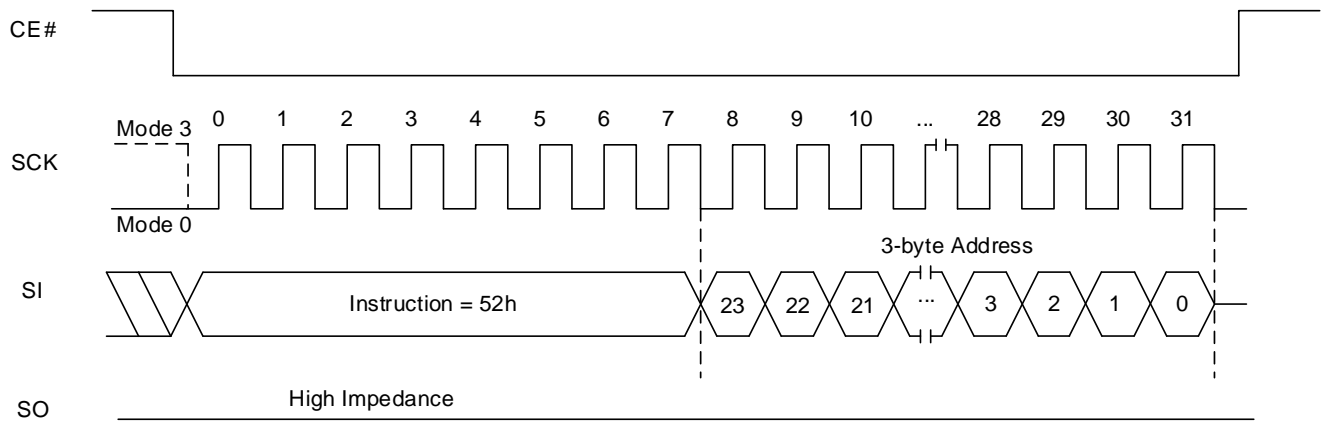 CE#
Mode 3 0 1 2 3 4 5 6 7 8 9 10 ... 28 29 30 31
SCK
Mode 0
3-byte Address
SI Instruction = 52h 23 22 21 ... 3 2 1 0
High Impedance
SO